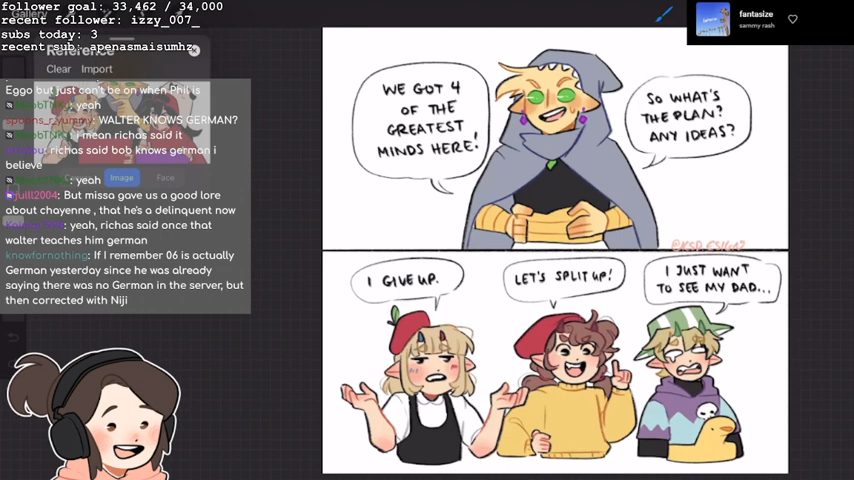 follower goal: 33,462 / 34,000
recent follower: izzy_007_
subs today: 3
recent sub: apenasmaisumhz
Gallery
Reference
Clear Import
Image Face
Eggo but just can't be on when Phil is
yeah
WALTER KNOWS GERMAN?
i mean richas said it
richas said bob knows german i
believe
yeah
But missa gave us a good lore
about chayenne , that he's a delinquent now
yeah, richas said once that
walter teaches him german
knowfornothing: If I remember 06 is actually
German yesterday since he was already
saying there was no German in the server, but
then corrected with Niji
fantasize
sammy rash
WE GOT 4
OF THE
GREATEST
MINDS HERE!
SO WHAT'S
THE PLAN?
ANY IDEAS?
I GIVE UP.
LET'S SPLIT UP!
I JUST WANT
TO SEE MY DAD...